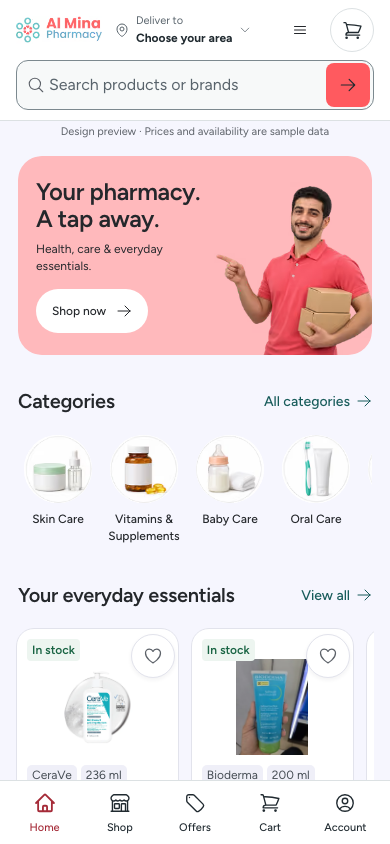 Al Mina
Pharmacy
Deliver to
Choose your area
Search products or brands
Design preview · Prices and availability are sample data
Your pharmacy.
A tap away.
Health, care & everyday
essentials.
Shop now
Categories
All categories
Skin Care
Vitamins &
Supplements
Baby Care
Oral Care
Your everyday essentials
View all
In stock
In stock
CeraVe
BIODERMA
CeraVe
236 ml
Bioderma
200 ml
Home
Shop
Offers
Cart
Account